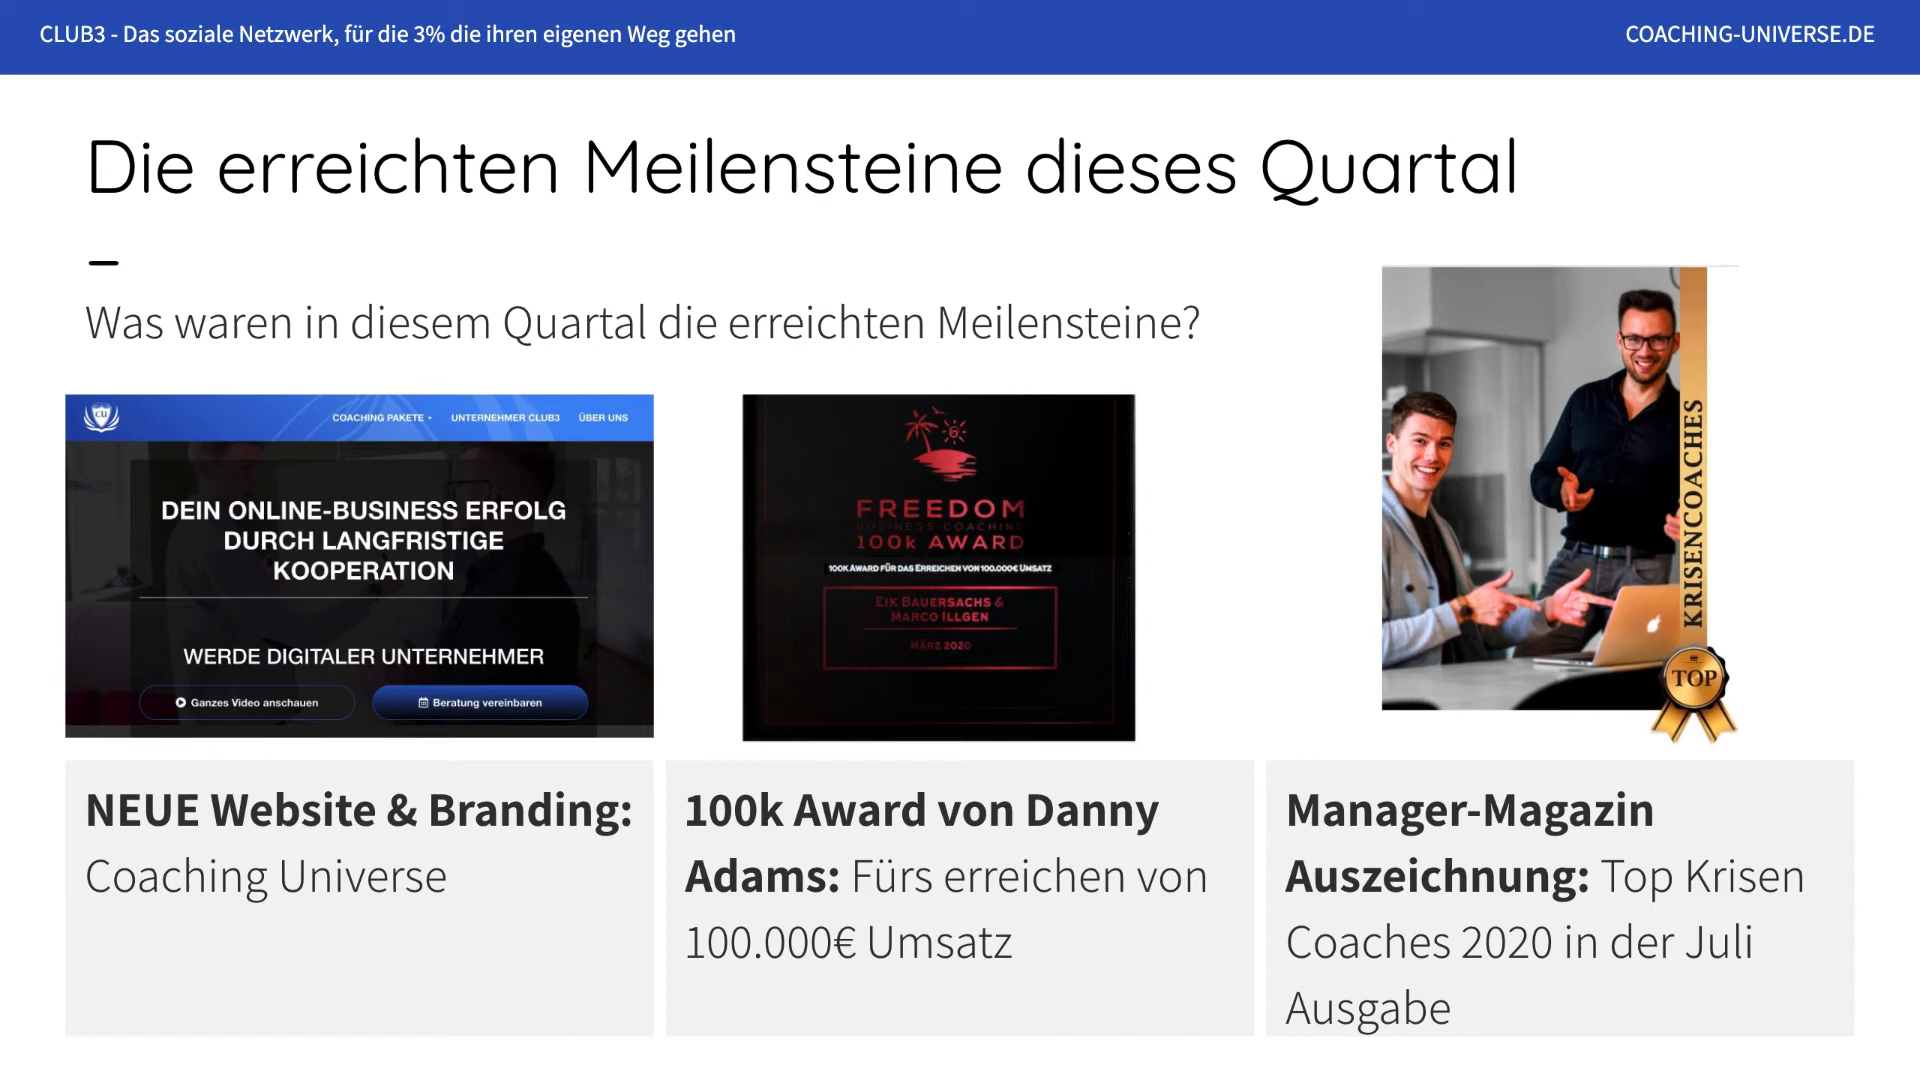 CLUB3 - Das soziale Netzwerk, für die 3% die ihren eigenen Weg gehen
COACHING-UNIVERSE.DE
Die erreichten Meilensteine dieses Quartal
–
Was waren in diesem Quartal die erreichten Meilensteine?
CU
COACHING PAKETE
UNTERNEHMER CLUB3
ÜBER UNS
DEIN ONLINE-BUSINESS ERFOLG
DURCH LANGFRISTIGE
KOOPERATION
WERDE DIGITALER UNTERNEHMER
Ganzes Video anschauen
Beratung vereinbaren
FREEDOM
BUSINESS COACHING
100k AWARD
100K AWARD FÜR DAS ERREICHEN VON 100.000€ UMSATZ
EIK BAUERSACHS &
MARCO ILLGEN
MÄRZ 2020
KRISENCOACHES
TOP
NEUE Website & Branding:
Coaching Universe
100k Award von Danny
Adams: Fürs erreichen von
100.000€ Umsatz
Manager-Magazin
Auszeichnung: Top Krisen
Coaches 2020 in der Juli
Ausgabe